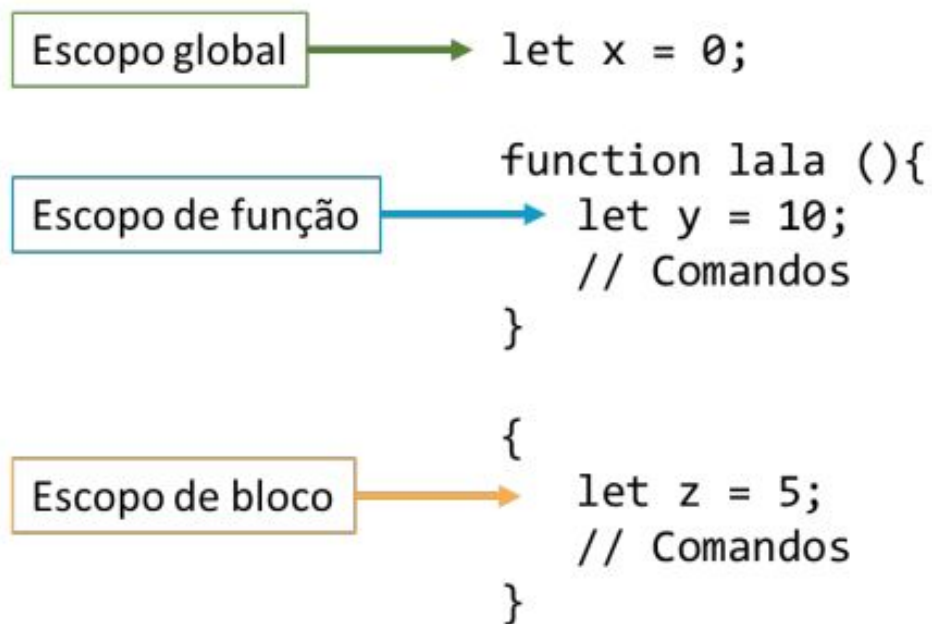 Escopo global
let x = 0;
function lala (){
Escopo de função
let y = 10;
// Comandos
}
{
Escopo de bloco
let z = 5;
// Comandos
}